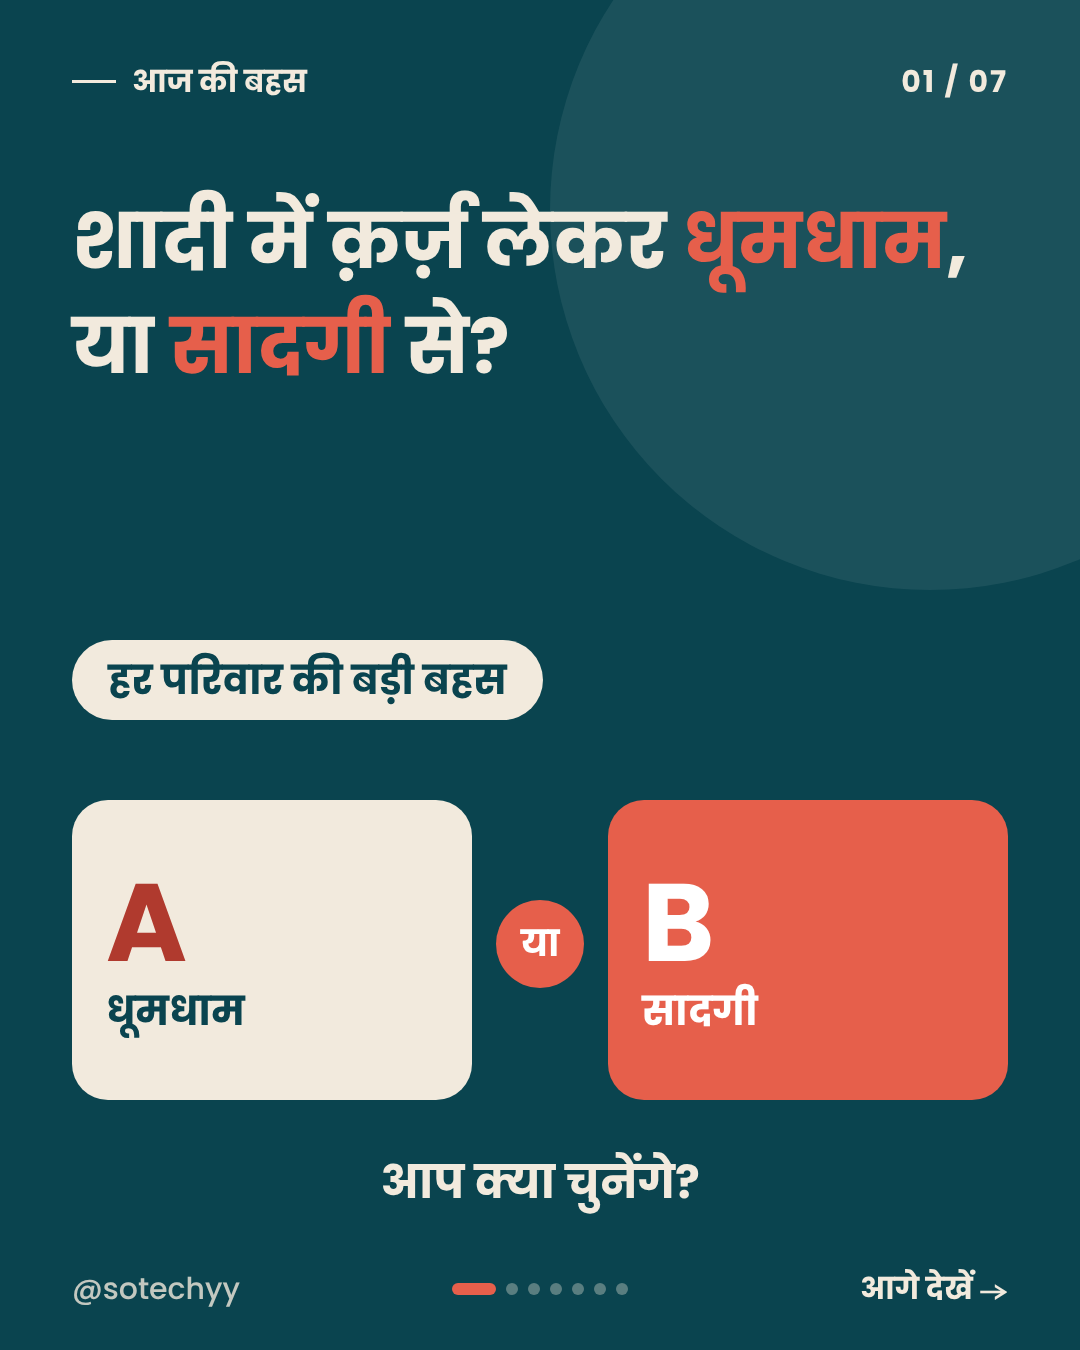 आज की बहस
01 / 07
शादी में क़र्ज़ लेकर धूमधाम,
या सादगी से?
हर परिवार की बड़ी बहस
A
धूमधाम
या
B
सादगी
आप क्या चुनेंगे?
@sotechyy
आगे देखें →